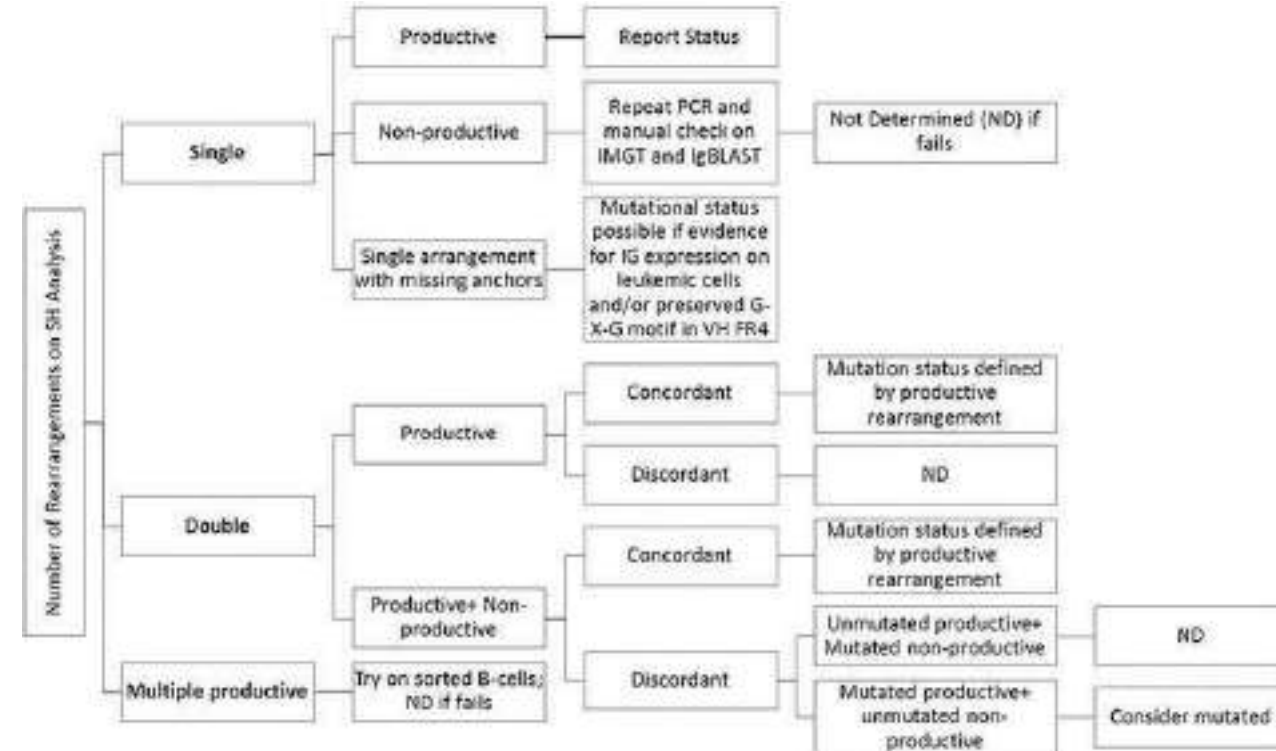 Number of Rearrangements on SH Analysis
Single
Productive
Report Status
Non-productive
Repeat PCR and
manual check on
IMGT and IgBLAST
Not Determined (ND) if
fails
Single arrangement
with missing anchors
Mutational status
possible if evidence
for IG expression on
leukemic cells
and/or preserved G-
X-G motif in VH FR4
Double
Productive
Concordant
Mutation status defined
by productive
rearrangement
Discordant
ND
Productive+ Non-
productive
Concordant
Mutation status defined
by productive
rearrangement
Discordant
Unmutated productive+
Mutated non-productive
ND
Mutated productive+
unmutated non-
productive
Consider mutated
Multiple productive
Try on sorted B-cells;
ND if fails